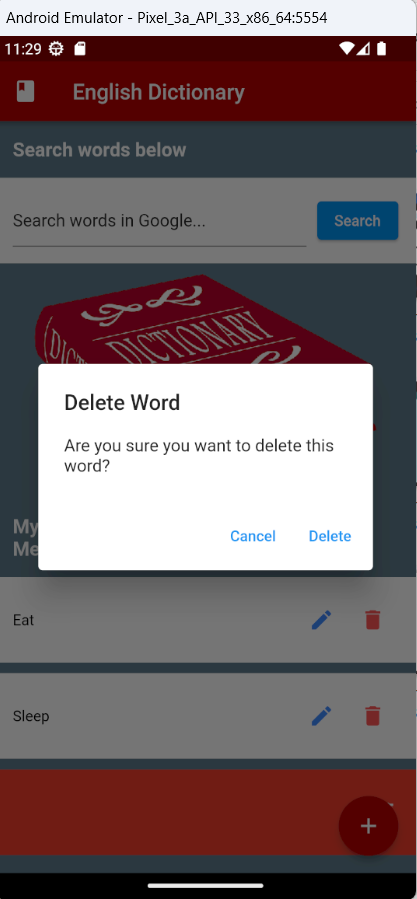 Android Emulator - Pixel_3a_API_33_x86_64:5554
11:29
English Dictionary
Search words below
Search words in Google...
Search
DICTIONARY
Delete Word
Are you sure you want to delete this
word?
Cancel
Delete
My
Me
Eat
Sleep